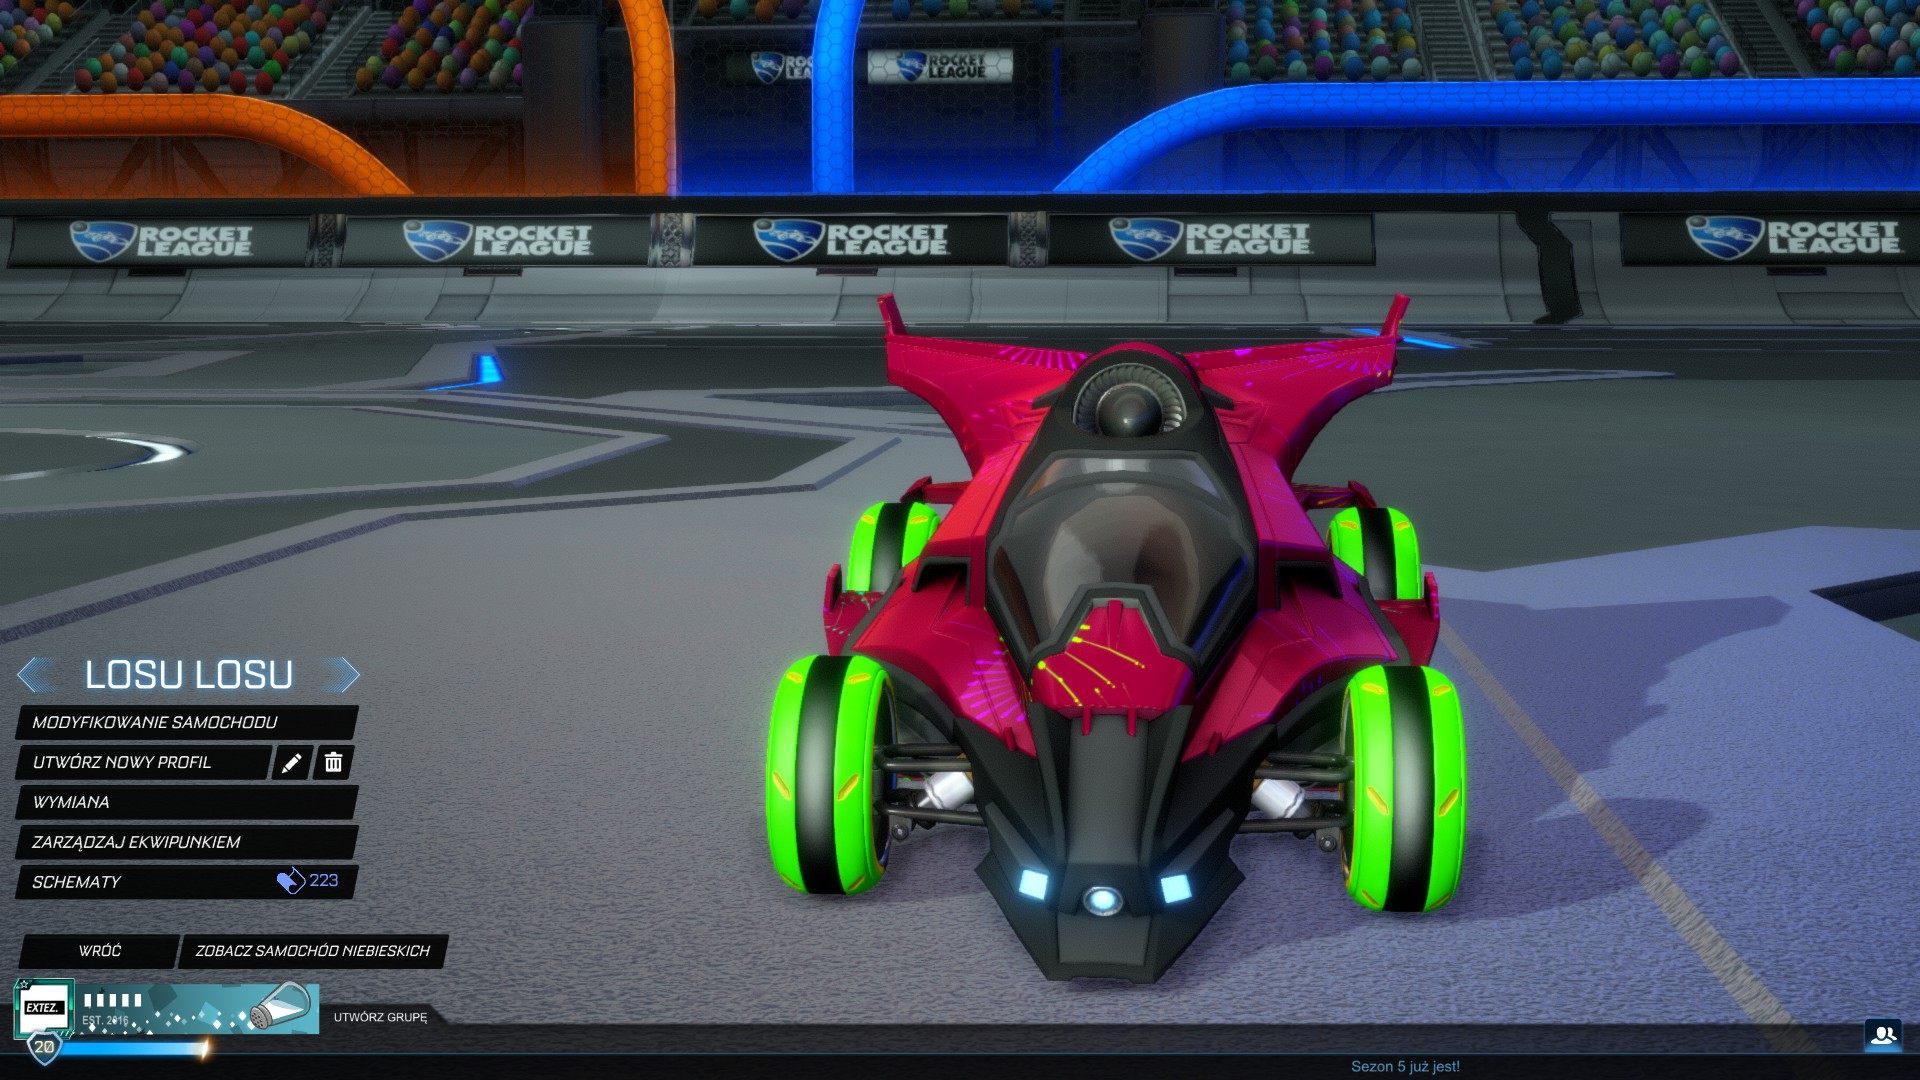 ROCKET
LEAGUE
ROCKET
LEAGUE
ROCKET
LEAGUE
ROCKET
LEAGUE
ROCKET
LEAGUE
ROCKET
LEAGUE
LOSU LOSU
MODYFIKOWANIE SAMOCHODU
UTWÓRZ NOWY PROFIL
WYMIANA
ZARZĄDZAJ EKWIPUNKIEM
SCHEMATY 223
WRÓĆ ZOBACZ SAMOCHÓD NIEBIESKICH
EXTEZ.
EST. 2016
UTWÓRZ GRUPĘ
20
Sezon 5 już jest!